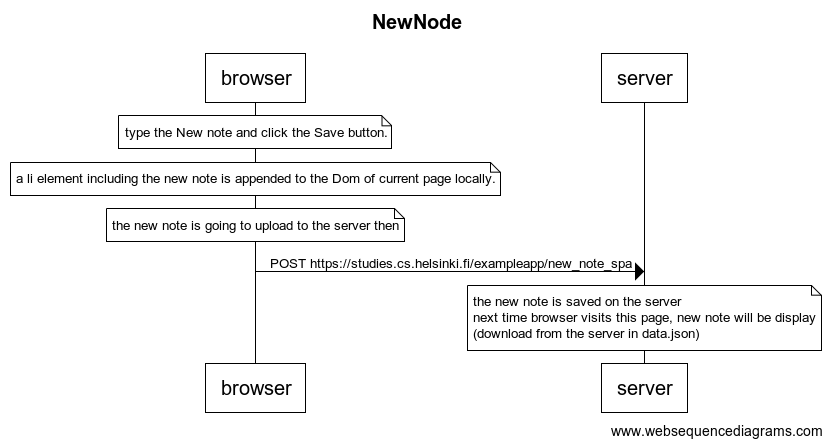 NewNode
browser
server
type the New note and click the Save button.
a li element including the new note is appended to the Dom of current page locally.
the new note is going to upload to the server then
POST https://studies.cs.helsinki.fi/exampleapp/new_note_spa
the new note is saved on the server
next time browser visits this page, new note will be display
(download from the server in data.json)
browser
server
www.websequencediagrams.com